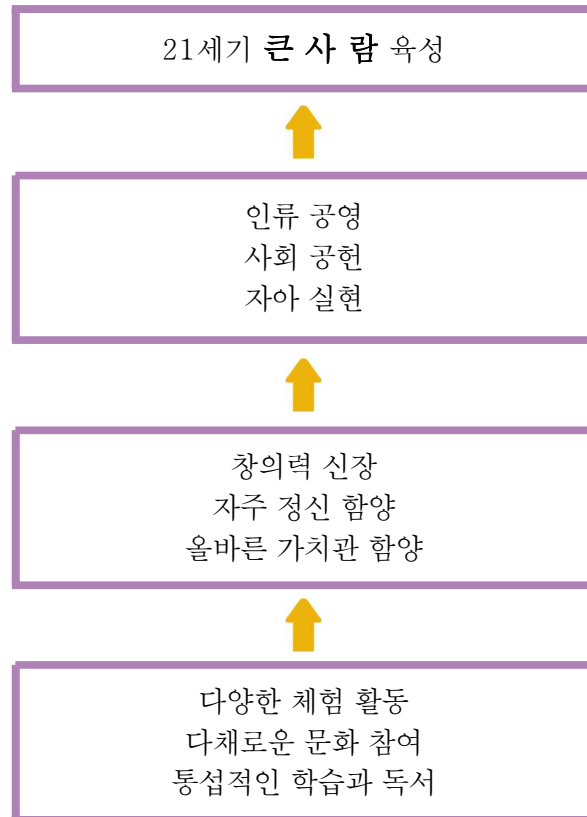 21세기 큰 사 람 육성
인류 공영
사회 공헌
자아 실현
창의력 신장
자주 정신 함양
올바른 가치관 함양
다양한 체험 활동
다채로운 문화 참여
통섭적인 학습과 독서